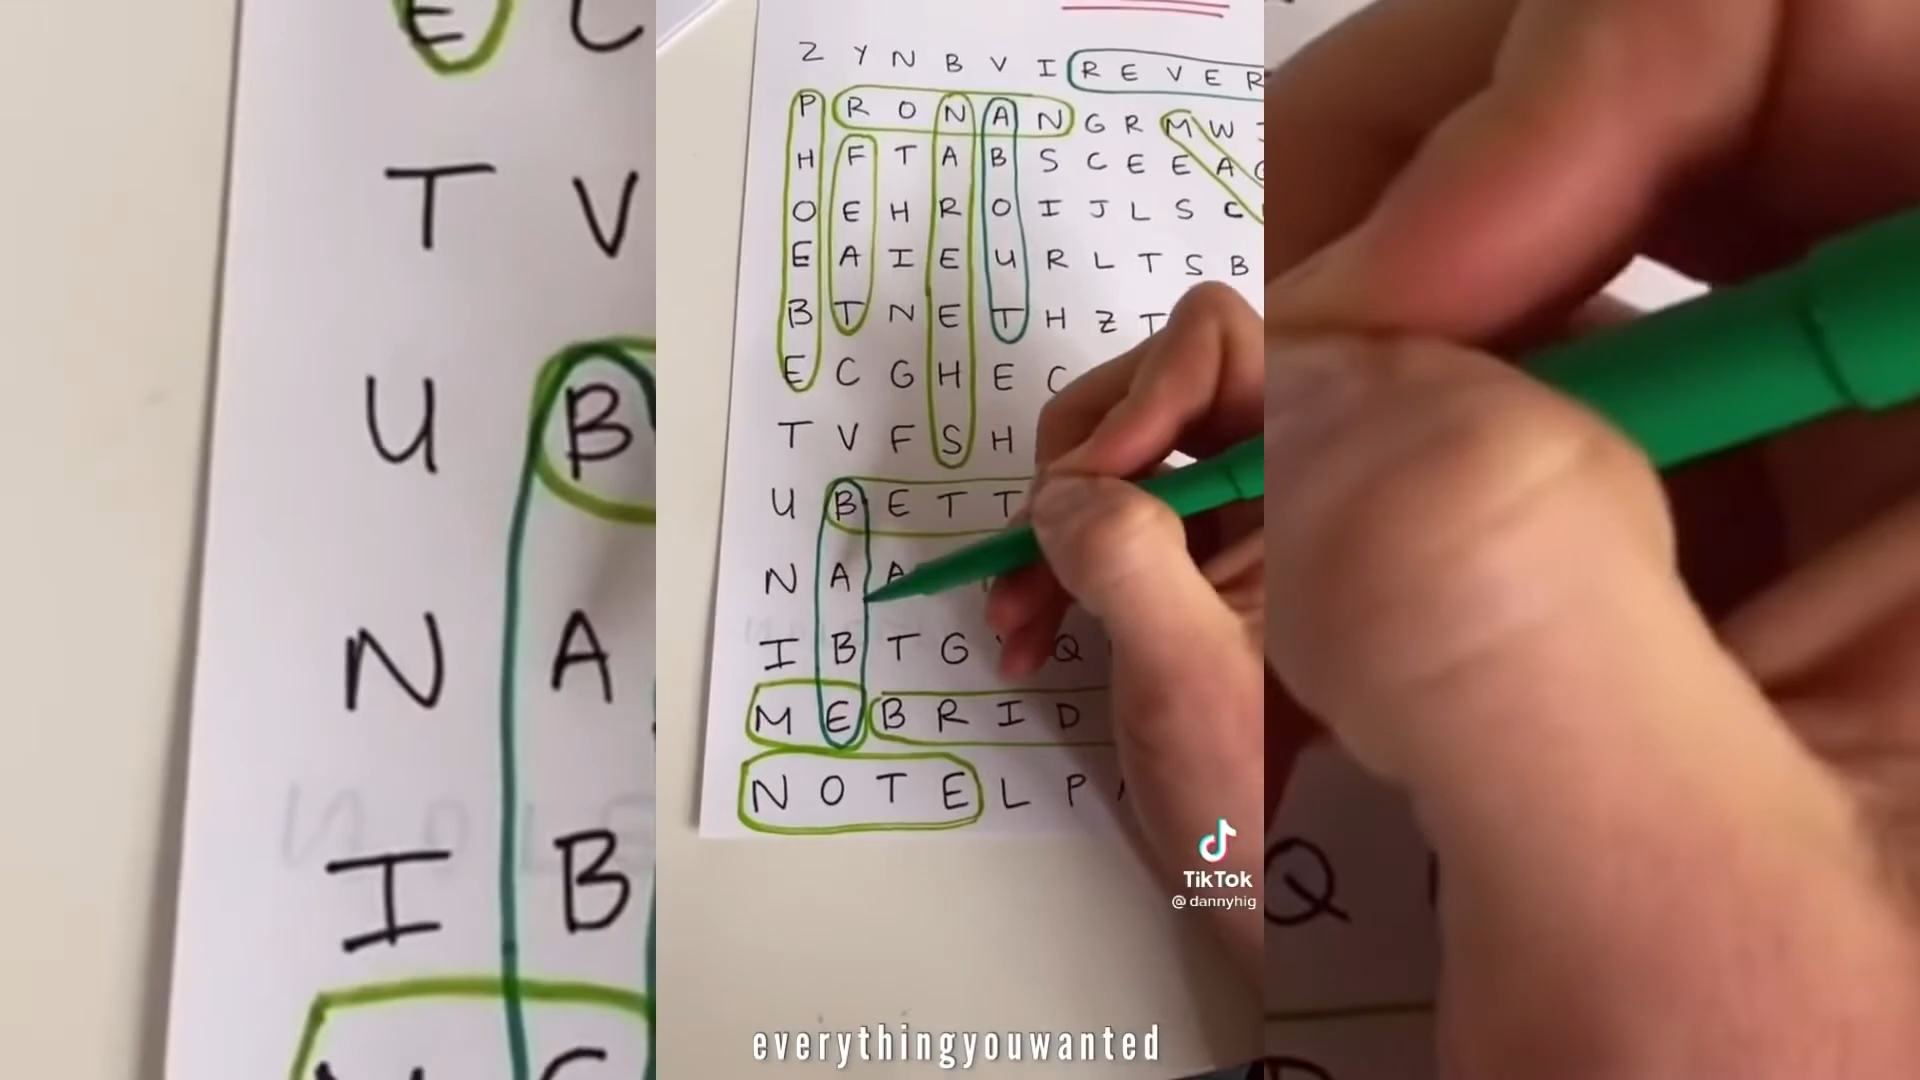 Z Y N B V I R E V E R
P R O N A N G R M W
H F T A B S C E E A
O E H R O I J L S C
E A I E U R L T S B
B T N E T H Z T
E C G H E C
T V F S H
U B E T T
N A A
I B T G Q
M E B R I D
N O T E L P
TikTok
@dannyhig
everythingyouwanted
E
T V
U B
N A
I B
Q